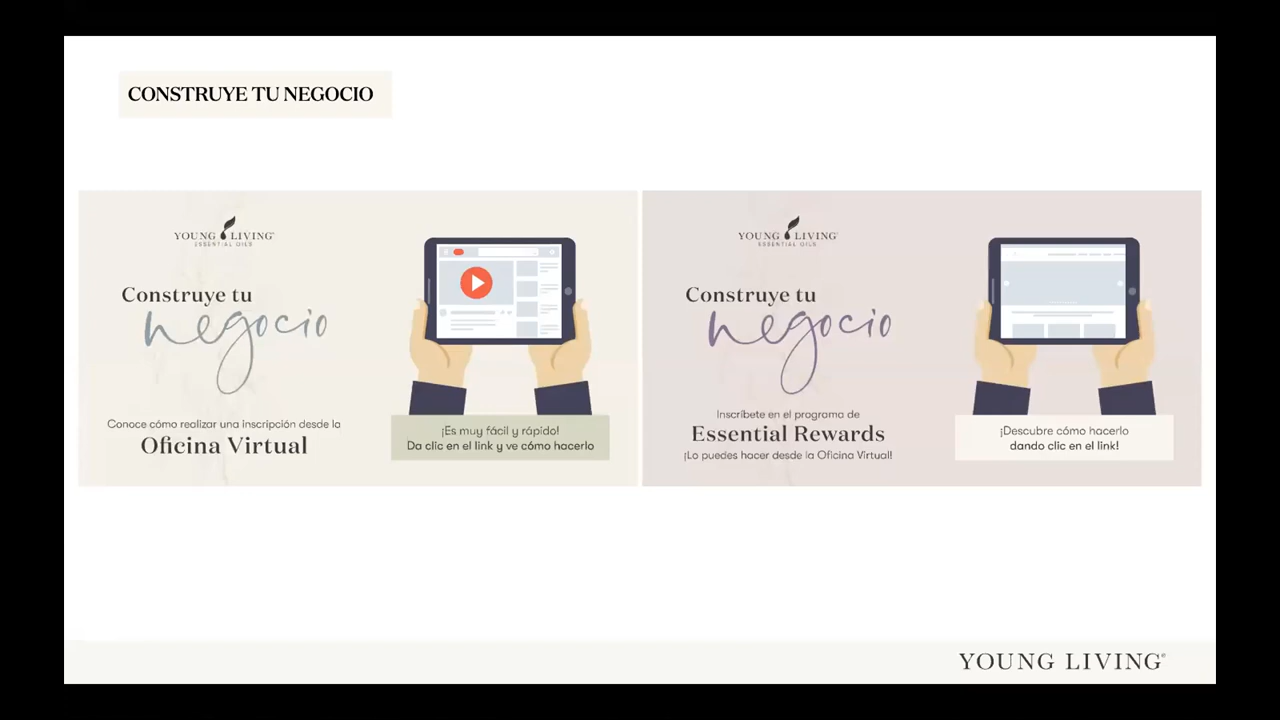 CONSTRUYE TU NEGOCIO
YOUNG LIVING
ESSENTIAL OILS
Construye tu
negocio
Conoce cómo realizar una inscripción desde la
Oficina Virtual
¡Es muy fácil y rápido!
Da clic en el link y ve cómo hacerlo
YOUNG LIVING
ESSENTIAL OILS
Construye tu
negocio
Inscríbete en el programa de
Essential Rewards
¡Lo puedes hacer desde la Oficina Virtual!
¡Descubre cómo hacerlo
dando clic en el link!
YOUNG LIVING®